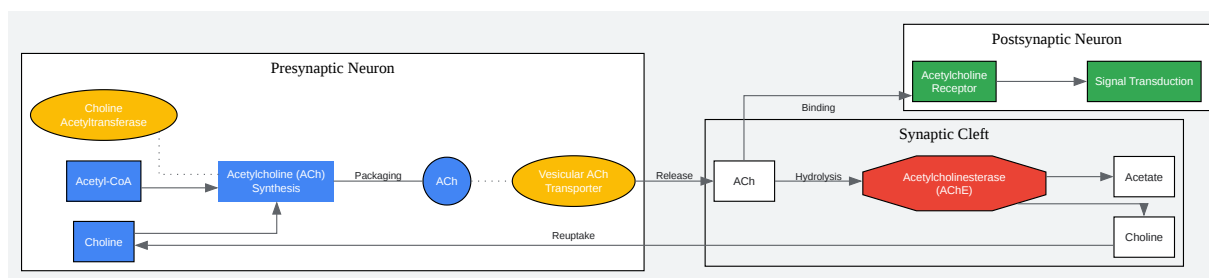 Postsynaptic Neuron
Acetylcholine
Receptor
Signal Transduction
Binding
Presynaptic Neuron
Choline
Acetyltransferase
Acetyl-CoA
Acetylcholine (ACh)
Synthesis
Packaging
ACh
Vesicular ACh
Transporter
Release
Choline
Reuptake
Synaptic Cleft
ACh
Hydrolysis
Acetylcholinesterase
(AChE)
Acetate
Choline